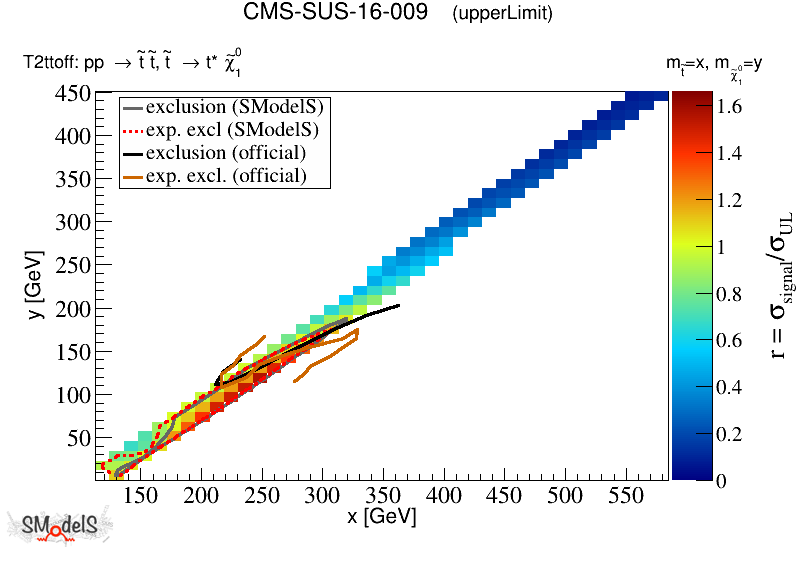 CMS-SUS-16-009 (upperLimit)
T2ttoff: pp → t̃ t̃, t̃ → t* χ̃⁰₁
m_t̃=x, m_χ̃⁰₁=y
exclusion (SModelS)
exp. excl (SModelS)
exclusion (official)
exp. excl. (official)
450
400
350
300
250
200
150
100
50
y [GeV]
150 200 250 300 350 400 450 500 550
x [GeV]
1.6
1.4
1.2
1
0.8
0.6
0.4
0.2
0
r = σ_signal/σ_UL
SModelS